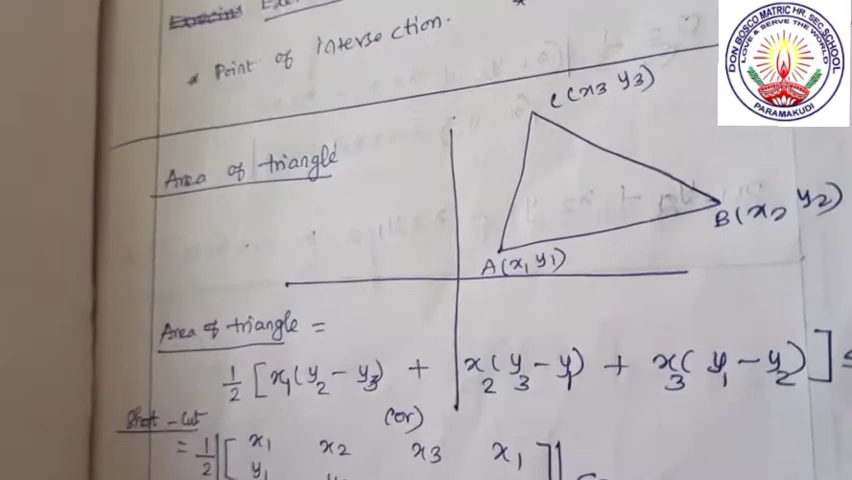 * Point of intersection.
DON BOSCO MATRIC HR. SEC. SCHOOL
LOVE & SERVE THE WORLD
PARAMAKUDI
C(x3 y3)
Area of triangle
B(x2 y2)
A(x1 y1)
Area of triangle =
1/2 [x1(y2 - y3) + x2(y3 - y1) + x3(y1 - y2)]
Short-cut
(or)
= 1/2 |[ x1 x2 x3 x1 ]|
y1